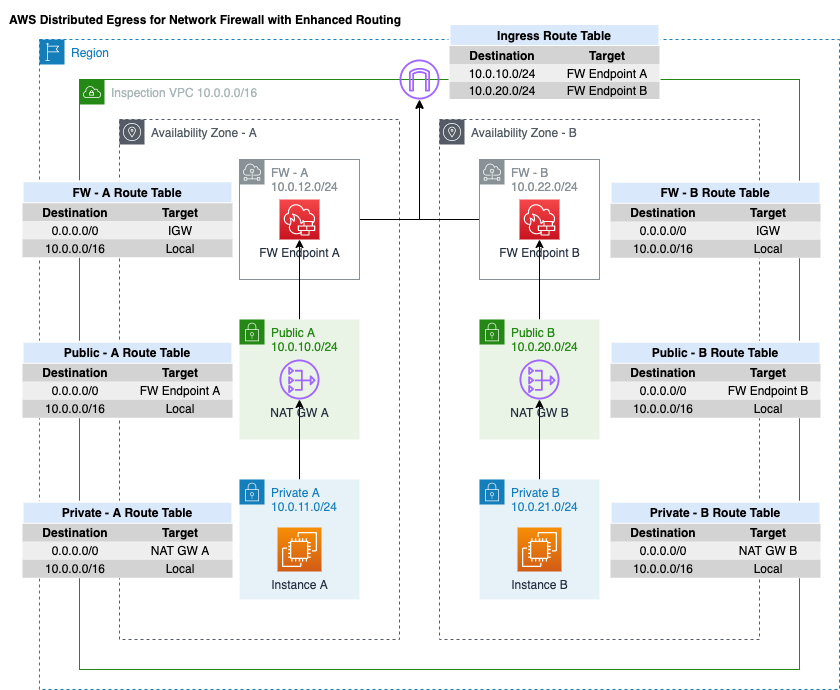 AWS Distributed Egress for Network Firewall with Enhanced Routing
Region
Ingress Route Table
Destination Target
10.0.10.0/24 FW Endpoint A
10.0.20.0/24 FW Endpoint B
Inspection VPC 10.0.0.0/16
Availability Zone - A
Availability Zone - B
FW - A
10.0.12.0/24
FW Endpoint A
FW - B
10.0.22.0/24
FW Endpoint B
FW - A Route Table
Destination Target
0.0.0.0/0 IGW
10.0.0.0/16 Local
FW - B Route Table
Destination Target
0.0.0.0/0 IGW
10.0.0.0/16 Local
Public A
10.0.10.0/24
NAT GW A
Public B
10.0.20.0/24
NAT GW B
Public - A Route Table
Destination Target
0.0.0.0/0 FW Endpoint A
10.0.0.0/16 Local
Public - B Route Table
Destination Target
0.0.0.0/0 FW Endpoint B
10.0.0.0/16 Local
Private A
10.0.11.0/24
Instance A
Private B
10.0.21.0/24
Instance B
Private - A Route Table
Destination Target
0.0.0.0/0 NAT GW A
10.0.0.0/16 Local
Private - B Route Table
Destination Target
0.0.0.0/0 NAT GW B
10.0.0.0/16 Local